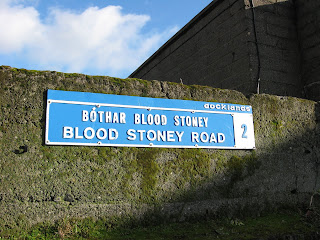 docklands
BÓTHAR BLOOD STONEY
BLOOD STONEY ROAD
2